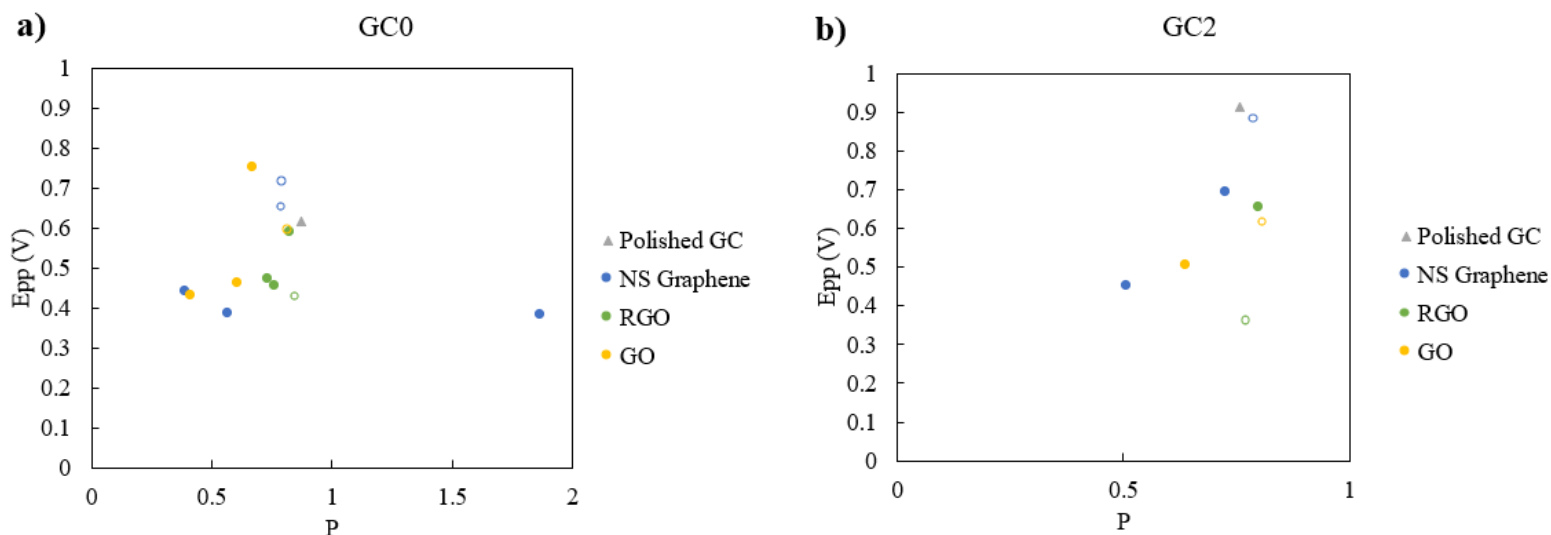 a)
GC0
1
0.9
0.8
0.7
0.6
0.5
0.4
0.3
0.2
0.1
0
Epp (V)
0 0.5 1 1.5 2
P
Polished GC
NS Graphene
RGO
GO
b)
GC2
1
0.9
0.8
0.7
0.6
0.5
0.4
0.3
0.2
0.1
0
Epp (V)
0 0.5 1
P
Polished GC
NS Graphene
RGO
GO